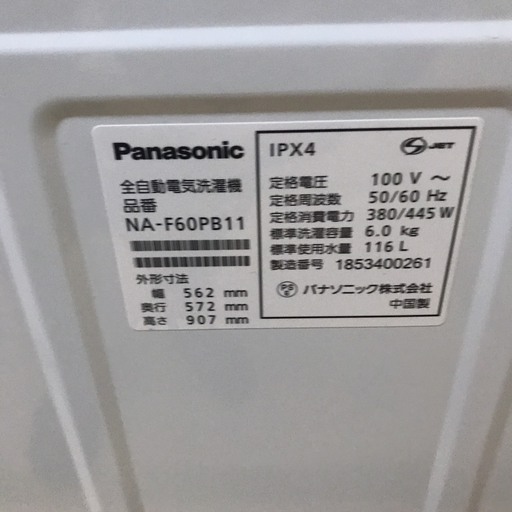 Panasonic
全自動電気洗濯機
品番
NA-F60PB11
外形寸法
幅 562 mm
奥行 572 mm
高さ 907 mm
IPX4
S JET
定格電圧 100 V ～
定格周波数 50/60 Hz
定格消費電力 380/445 W
標準洗濯容量 6.0 kg
標準使用水量 116 L
製造番号 1853400261
PS E パナソニック株式会社
中国製